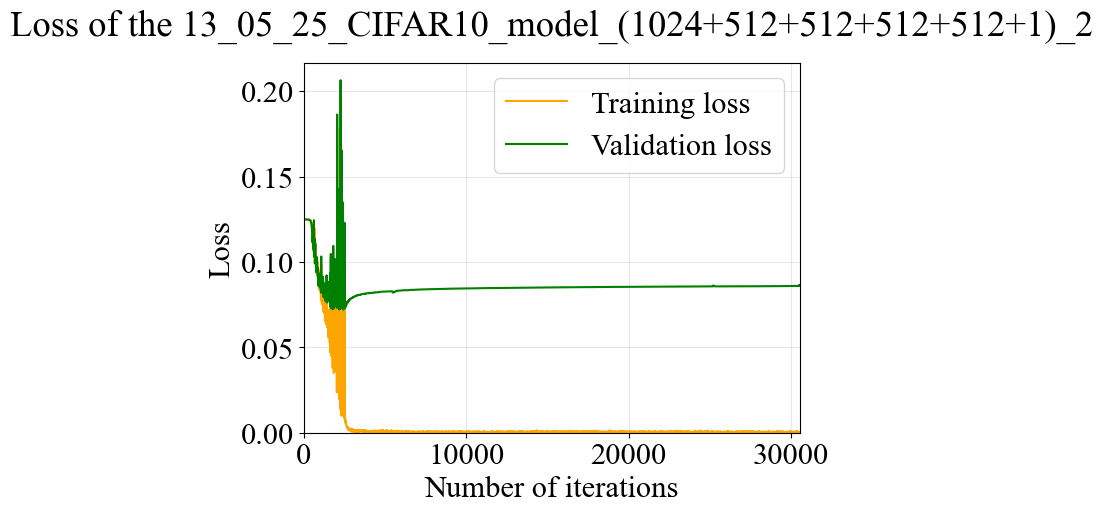 Loss of the 13_05_25_CIFAR10_model_(1024+512+512+512+512+1)_2
0.20
0.15
0.10
0.05
0.00
Loss
Training loss
Validation loss
0 10000 20000 30000
Number of iterations